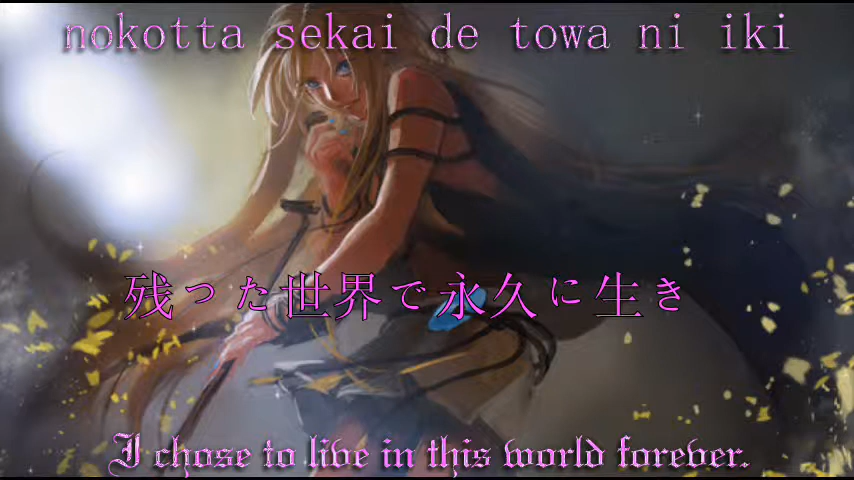 nokotta sekai de towa ni iki
残った世界で永久に生き
I chose to live in this world forever.